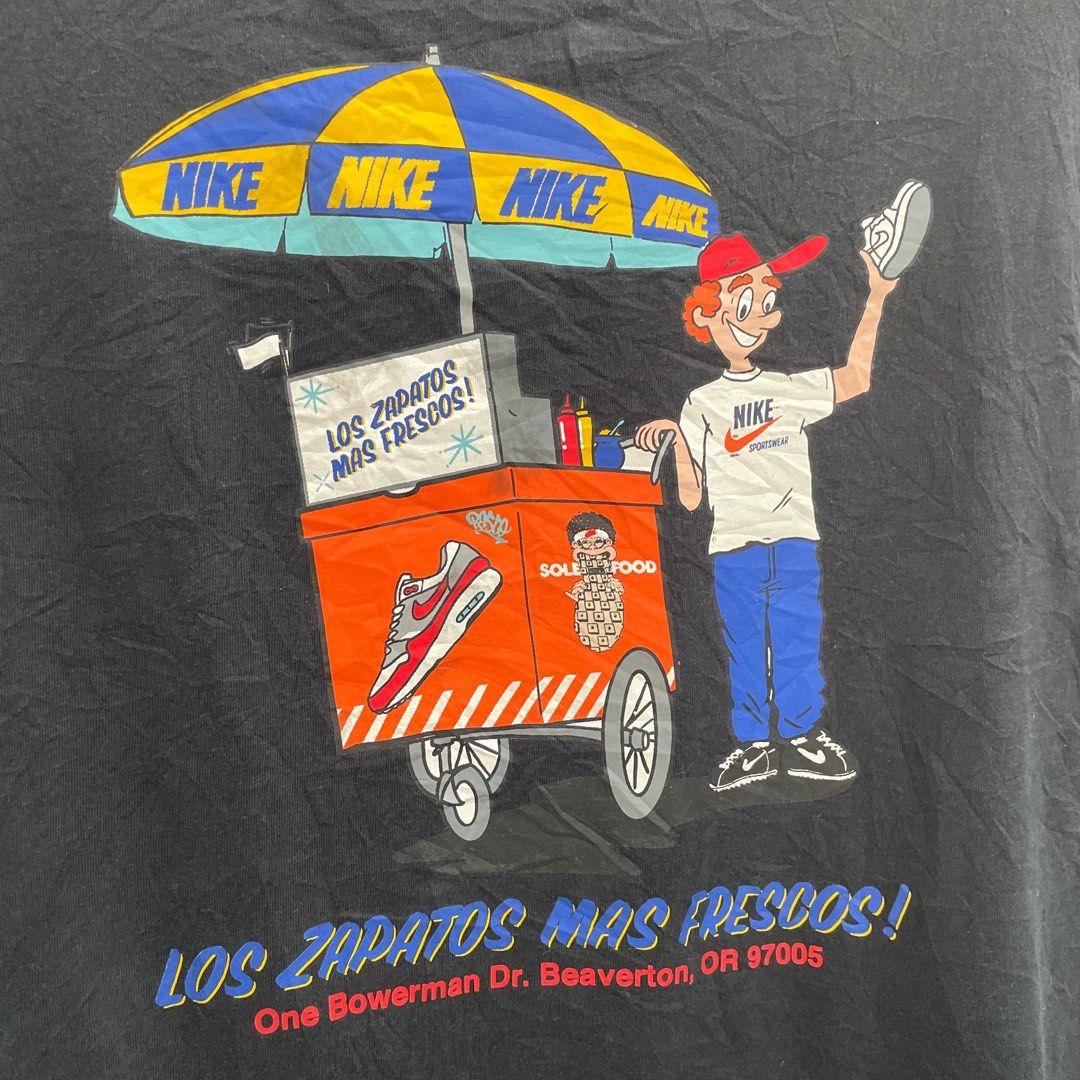 NIKE NIKE NIKE NIKE
LOS ZAPATOS
MAS FRESCOS!
NIKE
SPORTSWEAR
SOLE FOOD
LOS ZAPATOS MAS FRESCOS!
One Bowerman Dr. Beaverton, OR 97005